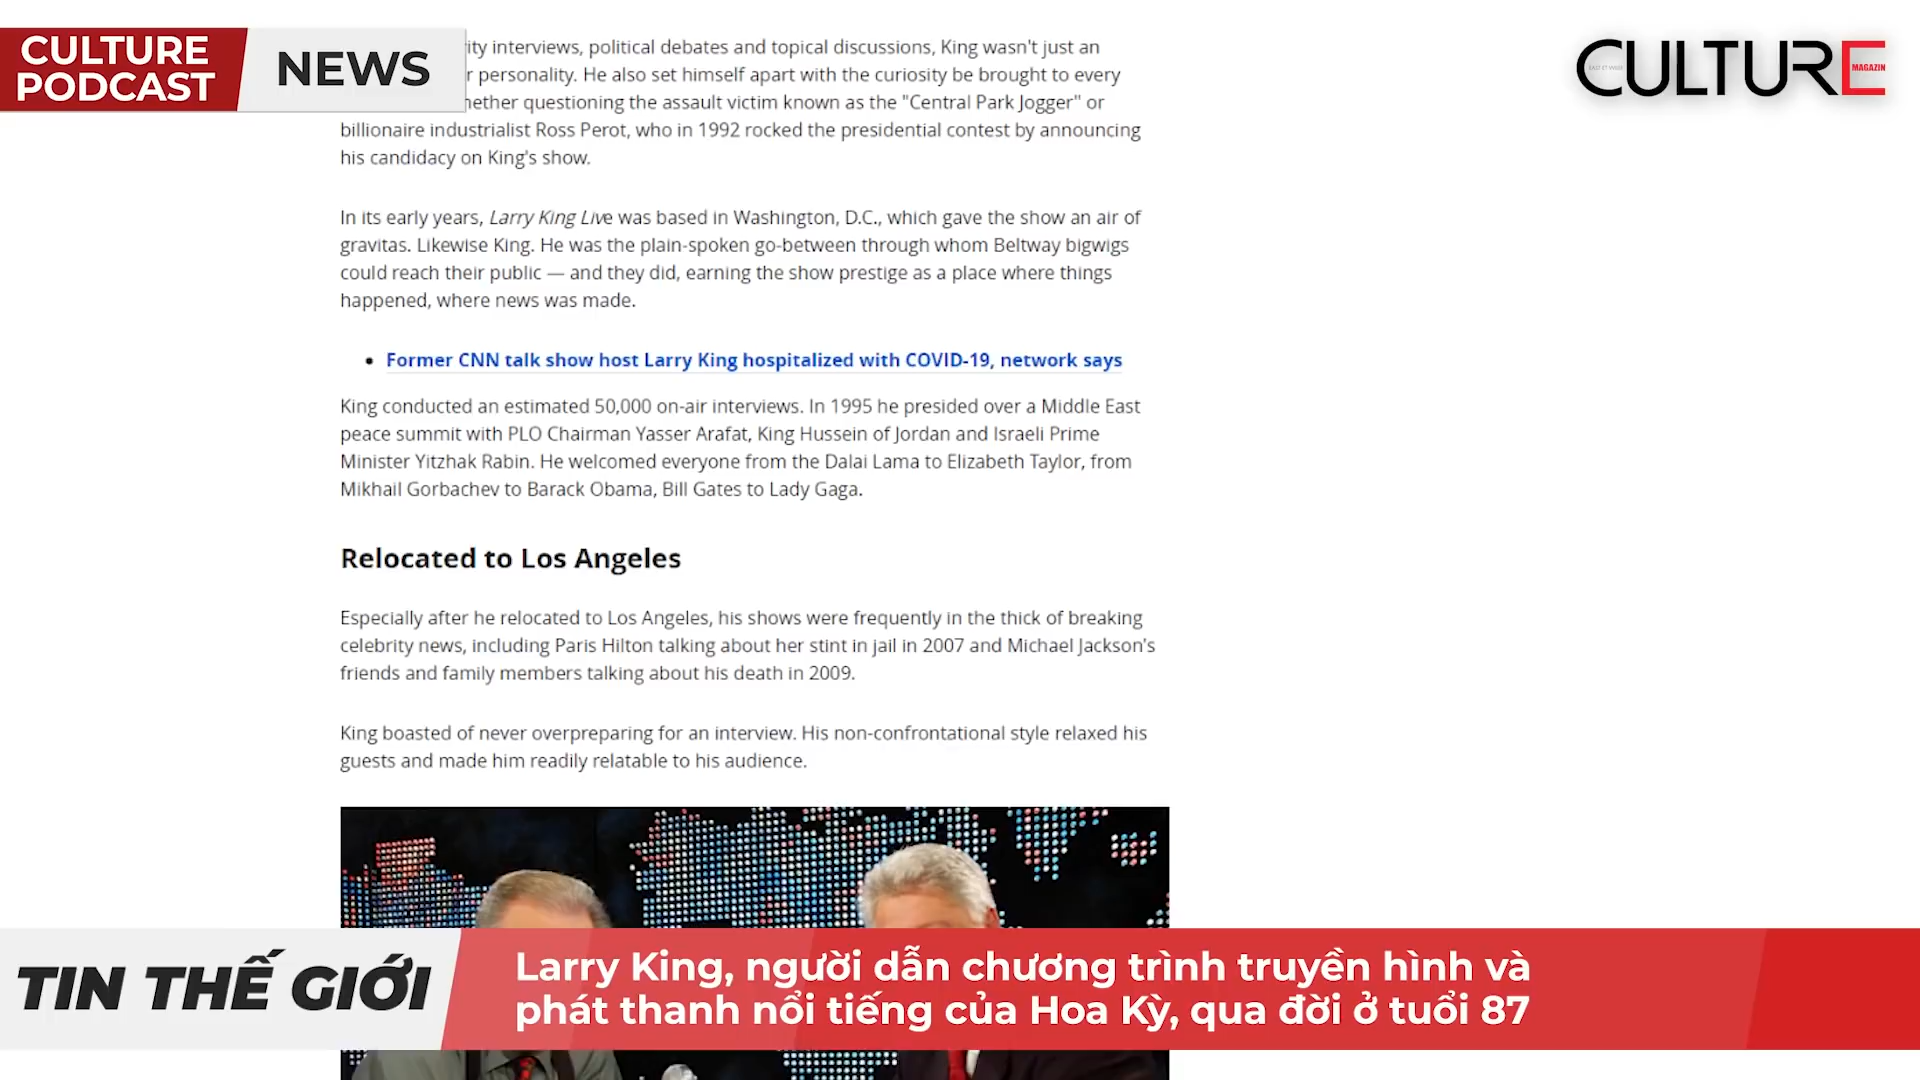 CULTURE
PODCAST
NEWS
CULTURE
MAGAZIN
ity interviews, political debates and topical discussions, King wasn't just an
r personality. He also set himself apart with the curiosity be brought to every
hether questioning the assault victim known as the "Central Park Jogger" or
billionaire industrialist Ross Perot, who in 1992 rocked the presidential contest by announcing
his candidacy on King's show.
In its early years, Larry King Live was based in Washington, D.C., which gave the show an air of
gravitas. Likewise King. He was the plain-spoken go-between through whom Beltway bigwigs
could reach their public — and they did, earning the show prestige as a place where things
happened, where news was made.
• Former CNN talk show host Larry King hospitalized with COVID-19, network says
King conducted an estimated 50,000 on-air interviews. In 1995 he presided over a Middle East
peace summit with PLO Chairman Yasser Arafat, King Hussein of Jordan and Israeli Prime
Minister Yitzhak Rabin. He welcomed everyone from the Dalai Lama to Elizabeth Taylor, from
Mikhail Gorbachev to Barack Obama, Bill Gates to Lady Gaga.
Relocated to Los Angeles
Especially after he relocated to Los Angeles, his shows were frequently in the thick of breaking
celebrity news, including Paris Hilton talking about her stint in jail in 2007 and Michael Jackson's
friends and family members talking about his death in 2009.
King boasted of never overpreparing for an interview. His non-confrontational style relaxed his
guests and made him readily relatable to his audience.
TIN THẾ GIỚI
Larry King, người dẫn chương trình truyền hình và
phát thanh nổi tiếng của Hoa Kỳ, qua đời ở tuổi 87